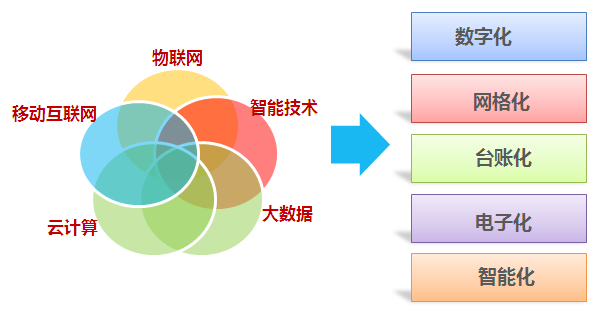 物联网
移动互联网
智能技术
云计算
大数据
数字化
网格化
台账化
电子化
智能化